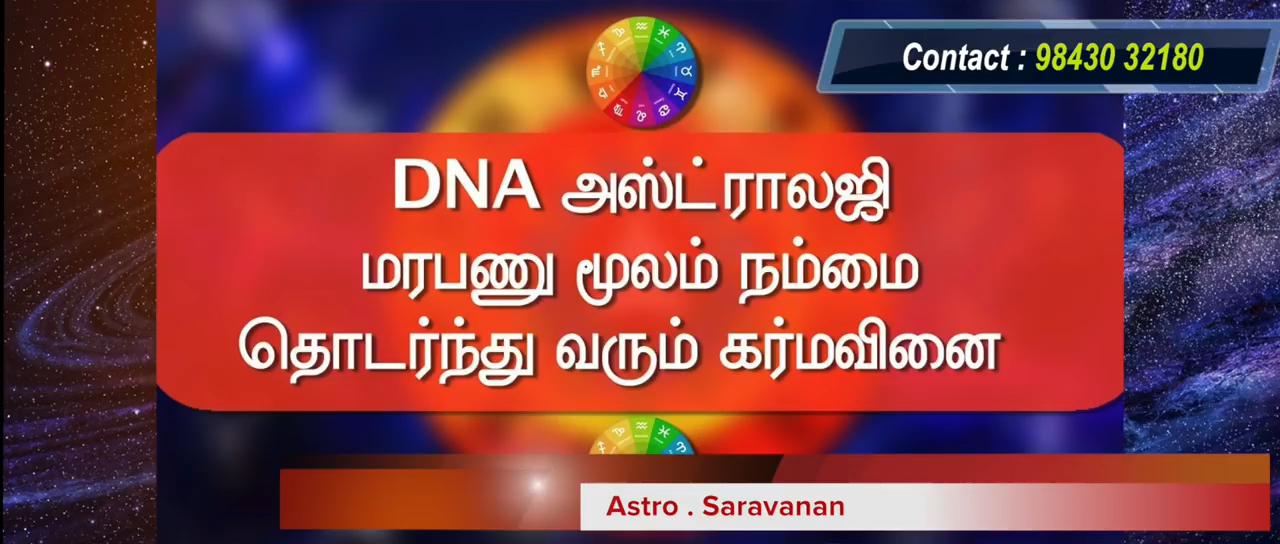 Contact : 98430 32180
DNA அஸ்ட்ராலஜி
மரபணு மூலம் நம்மை
தொடர்ந்து வரும் கர்மவினை
Astro . Saravanan